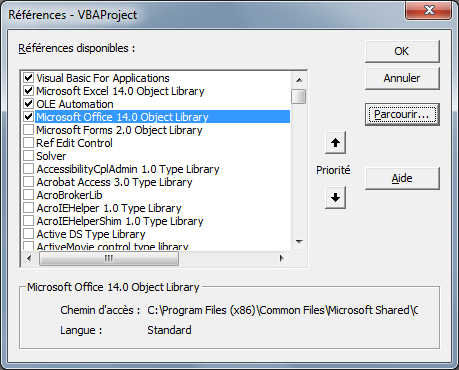 Références - VBAProject
Références disponibles :
OK
Annuler
Parcourir...
Aide
Visual Basic For Applications
Microsoft Excel 14.0 Object Library
OLE Automation
Microsoft Office 14.0 Object Library
Microsoft Forms 2.0 Object Library
Ref Edit Control
Solver
AccessibilityCplAdmin 1.0 Type Library
Acrobat Access 3.0 Type Library
AcroBrokerLib
AcroIEHelper 1.0 Type Library
AcroIEHelperShim 1.0 Type Library
Active DS Type Library
ActiveMovie control type library
Priorité
Microsoft Office 14.0 Object Library
Chemin d'accès : C:\Program Files (x86)\Common Files\Microsoft Shared\
Langue : Standard